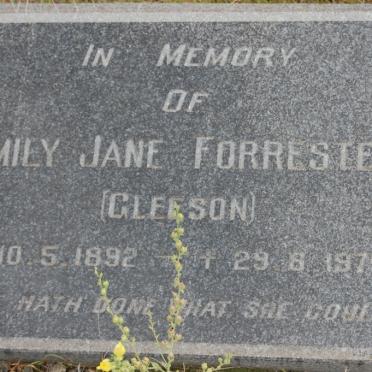 IN MEMORY
OF
MILY JANE FORRESTE
(GLEESON)
10.5.1892 — † 29.8.197
HATH DONE WHAT SHE COUL